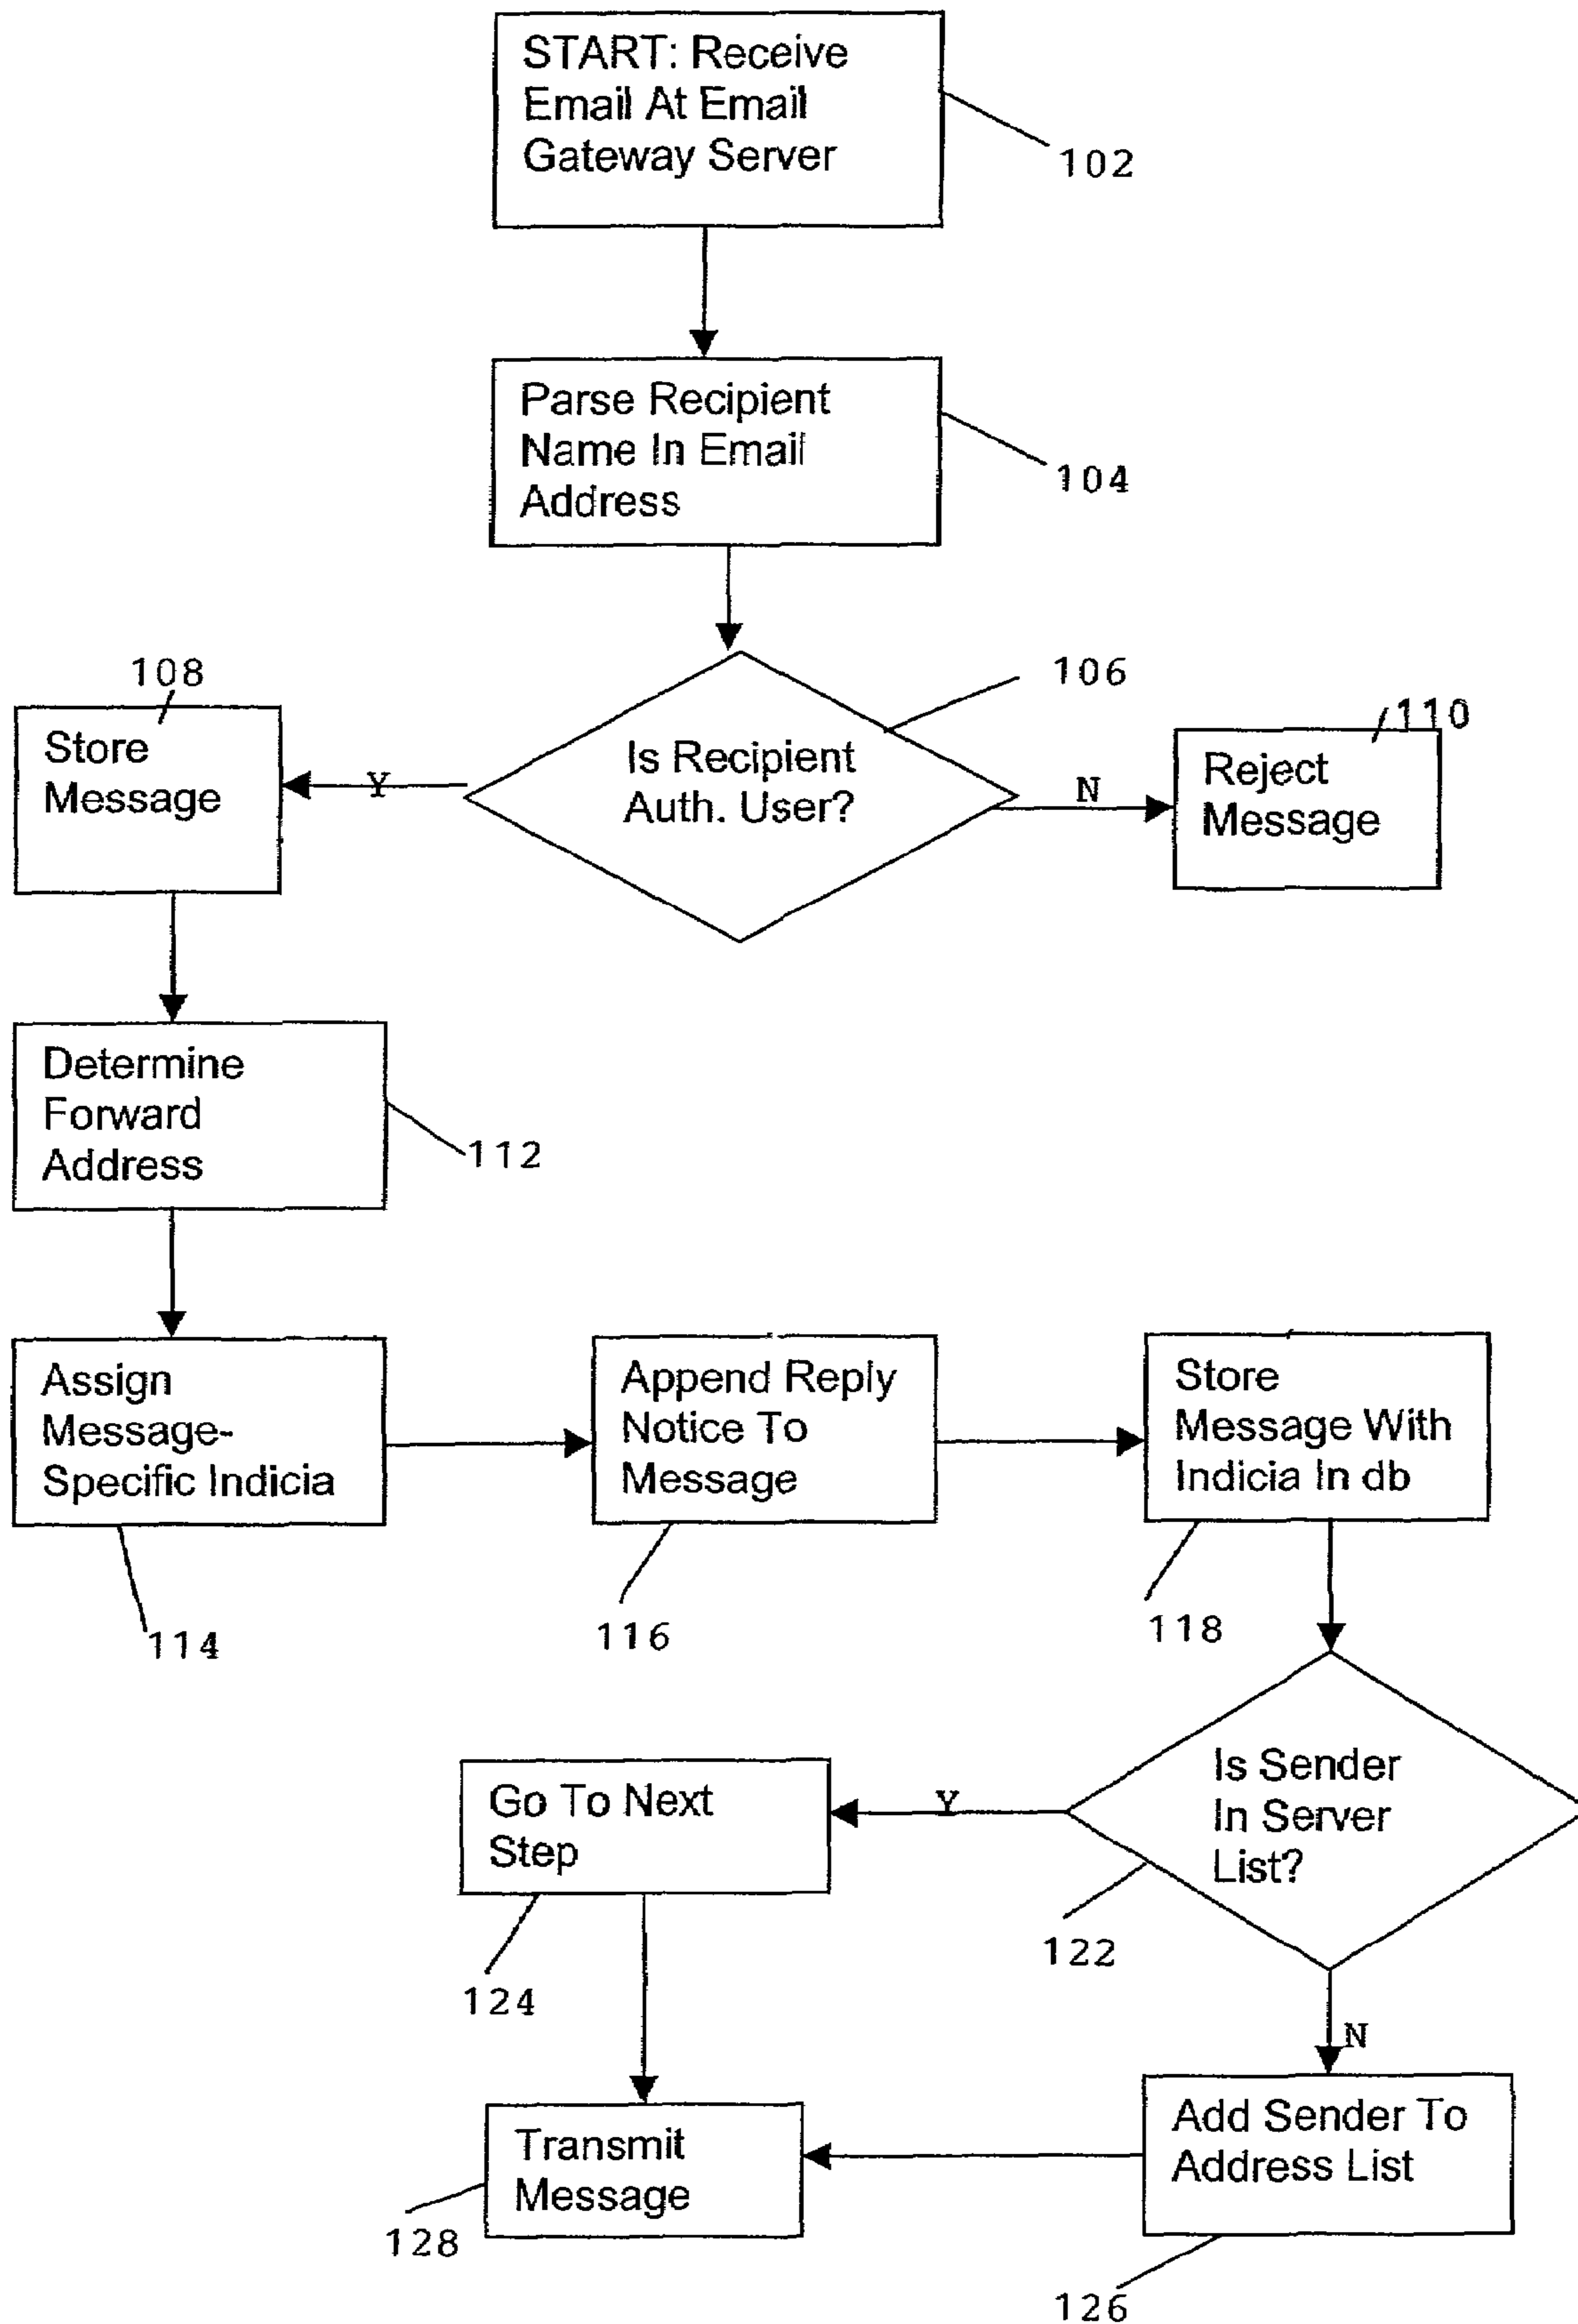 START: Receive
Email At Email
Gateway Server
102
Parse Recipient
Name In Email
Address
104
108
106
110
Store
Message
Y
Is Recipient
Auth. User?
N
Reject
Message
Determine
Forward
Address
112
Assign
Message-
Specific Indicia
Append Reply
Notice To
Message
Store
Message With
Indicia In db
114
116
118
Go To Next
Step
Y
Is Sender
In Server
List?
122
124
N
Transmit
Message
Add Sender To
Address List
128
126